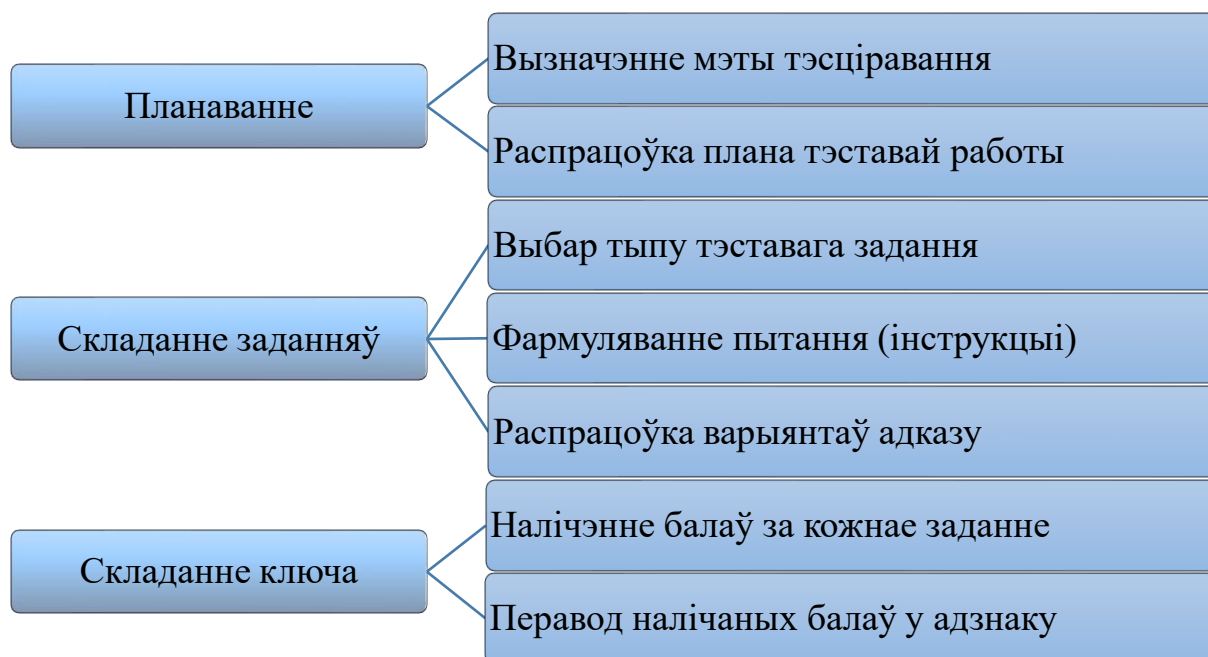 Планаванне
Вызначэнне мэты тэсціравання
Распрацоўка плана тэставай работы
Складанне заданняў
Выбар тыпу тэставага задання
Фармуляванне пытання (інструкцыі)
Распрацоўка варыянтаў адказу
Складанне ключа
Налічэнне балаў за кожнае заданне
Перавод налічаных балаў у адзнаку